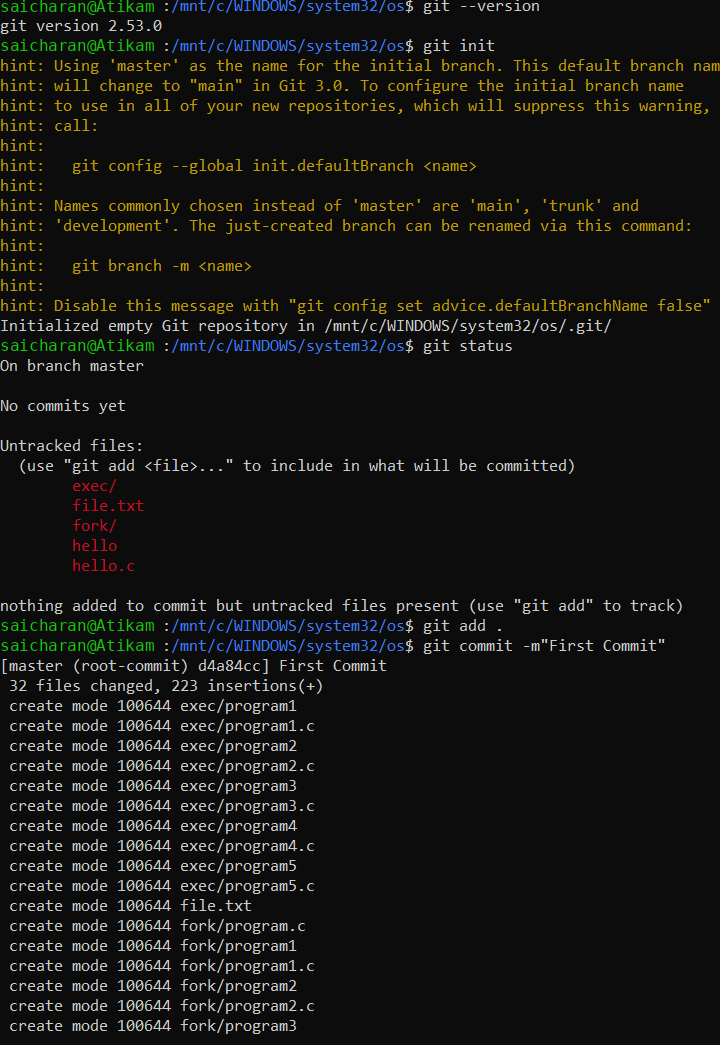 saicharan@Atikam :/mnt/c/WINDOWS/system32/os$ git --version
git version 2.53.0
saicharan@Atikam :/mnt/c/WINDOWS/system32/os$ git init
hint: Using 'master' as the name for the initial branch. This default branch nam
hint: will change to "main" in Git 3.0. To configure the initial branch name
hint: to use in all of your new repositories, which will suppress this warning,
hint: call:
hint:
hint:   git config --global init.defaultBranch <name>
hint:
hint: Names commonly chosen instead of 'master' are 'main', 'trunk' and
hint: 'development'. The just-created branch can be renamed via this command:
hint:
hint:   git branch -m <name>
hint:
hint: Disable this message with "git config set advice.defaultBranchName false"
Initialized empty Git repository in /mnt/c/WINDOWS/system32/os/.git/
saicharan@Atikam :/mnt/c/WINDOWS/system32/os$ git status
On branch master

No commits yet

Untracked files:
  (use "git add <file>..." to include in what will be committed)
        exec/
        file.txt
        fork/
        hello
        hello.c

nothing added to commit but untracked files present (use "git add" to track)
saicharan@Atikam :/mnt/c/WINDOWS/system32/os$ git add .
saicharan@Atikam :/mnt/c/WINDOWS/system32/os$ git commit -m"First Commit"
[master (root-commit) d4a84cc] First Commit
 32 files changed, 223 insertions(+)
 create mode 100644 exec/program1
 create mode 100644 exec/program1.c
 create mode 100644 exec/program2
 create mode 100644 exec/program2.c
 create mode 100644 exec/program3
 create mode 100644 exec/program3.c
 create mode 100644 exec/program4
 create mode 100644 exec/program4.c
 create mode 100644 exec/program5
 create mode 100644 exec/program5.c
 create mode 100644 file.txt
 create mode 100644 fork/program.c
 create mode 100644 fork/program1
 create mode 100644 fork/program1.c
 create mode 100644 fork/program2
 create mode 100644 fork/program2.c
 create mode 100644 fork/program3